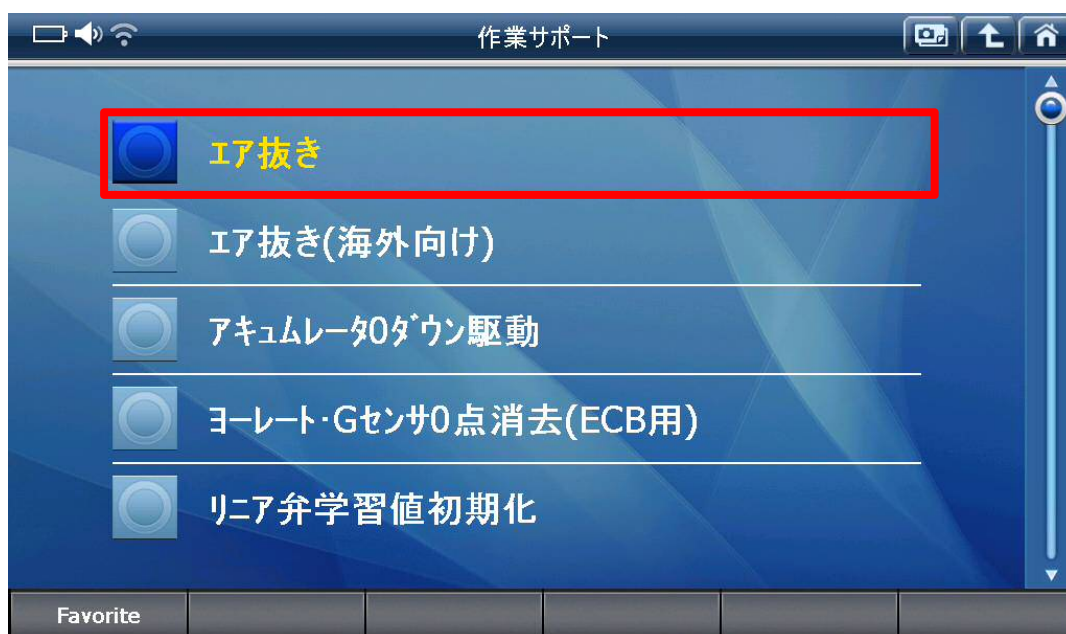 作業サポート
エア抜き
エア抜き(海外向け)
アキュムレータ0ダウン駆動
ヨーレート・Gセンサ0点消去(ECB用)
リニア弁学習値初期化
Favorite